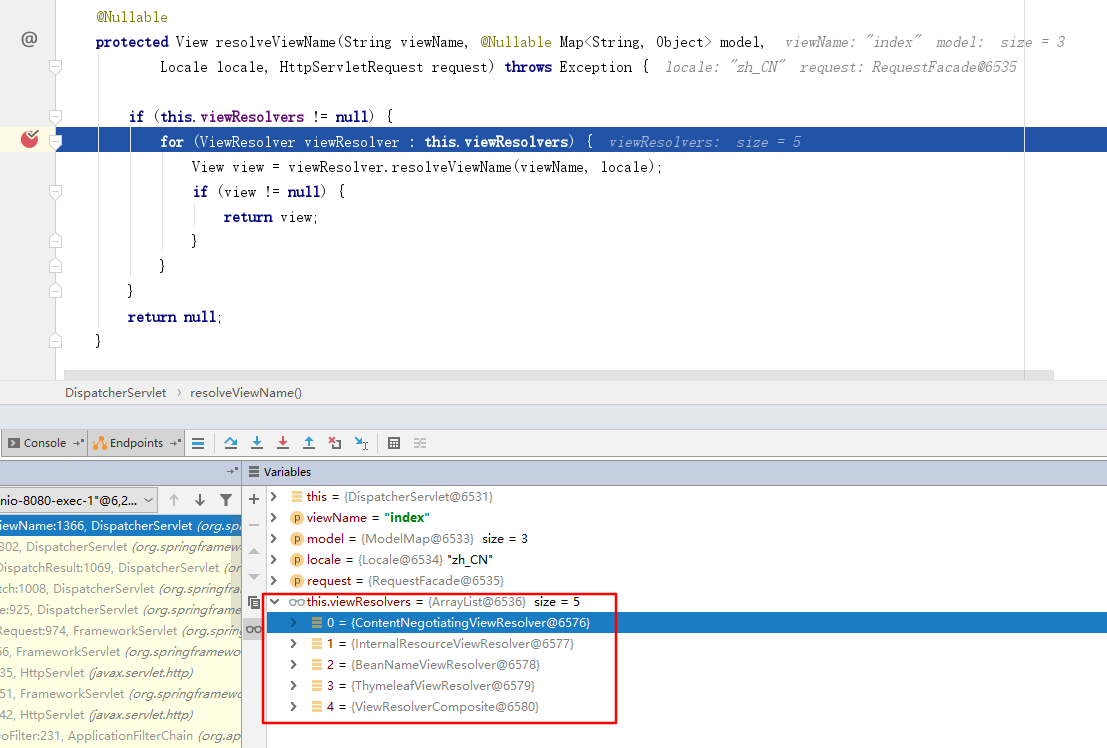 @Nullable
@
protected View resolveViewName(String viewName, @Nullable Map<String, Object> model,  viewName: "index"  model:  size = 3
Locale locale, HttpServletRequest request) throws Exception {  locale: "zh_CN"  request: RequestFacade@6535
if (this.viewResolvers != null) {
for (ViewResolver viewResolver : this.viewResolvers) {  viewResolvers:  size = 5
View view = viewResolver.resolveViewName(viewName, locale);
if (view != null) {
return view;
}
}
}
return null;
}
DispatcherServlet › resolveViewName()
Console Endpoints
Variables
nio-8080-exec-1"@6,2...
iewName:1366, DispatcherServlet (org.spr
302, DispatcherServlet (org.springframew
DispatchResult:1069, DispatcherServlet (or
tch:1008, DispatcherServlet (org.springfr
e:925, DispatcherServlet (org.springfram
Request:974, FrameworkServlet (org.sprin
66, FrameworkServlet (org.springframewo
35, HttpServlet (javax.servlet.http)
51, FrameworkServlet (org.springframewo
42, HttpServlet (javax.servlet.http)
oFilter:231, ApplicationFilterChain (org.ap
this = {DispatcherServlet@6531}
p viewName = "index"
p model = {ModelMap@6533}  size = 3
p locale = {Locale@6534} "zh_CN"
p request = {RequestFacade@6535}
this.viewResolvers = {ArrayList@6536}  size = 5
0 = {ContentNegotiatingViewResolver@6576}
1 = {InternalResourceViewResolver@6577}
2 = {BeanNameViewResolver@6578}
3 = {ThymeleafViewResolver@6579}
4 = {ViewResolverComposite@6580}